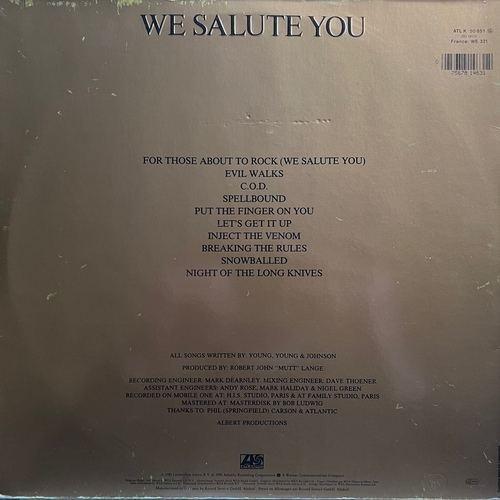 WE SALUTE YOU
ATL K 50 851
France: WE 321
FOR THOSE ABOUT TO ROCK (WE SALUTE YOU)
EVIL WALKS
C.O.D.
SPELLBOUND
PUT THE FINGER ON YOU
LET'S GET IT UP
INJECT THE VENOM
BREAKING THE RULES
SNOWBALLED
NIGHT OF THE LONG KNIVES
ALL SONGS WRITTEN BY: YOUNG, YOUNG & JOHNSON
PRODUCED BY: ROBERT JOHN "MUTT" LANGE
RECORDING ENGINEER: MARK DEARNLEY. MIXING ENGINEER: DAVE THOENER
ASSISTANT ENGINEERS: ANDY ROSE, MARK HALIDAY & NIGEL GREEN
RECORDED ON MOBILE ONE AT: H.I.S. STUDIO, PARIS & AT FAMILY STUDIO, PARIS
MASTERED AT: MASTERDISK BY BOB LUDWIG
THANKS TO: PHIL (SPRINGFIELD) CARSON & ATLANTIC
ALBERT PRODUCTIONS